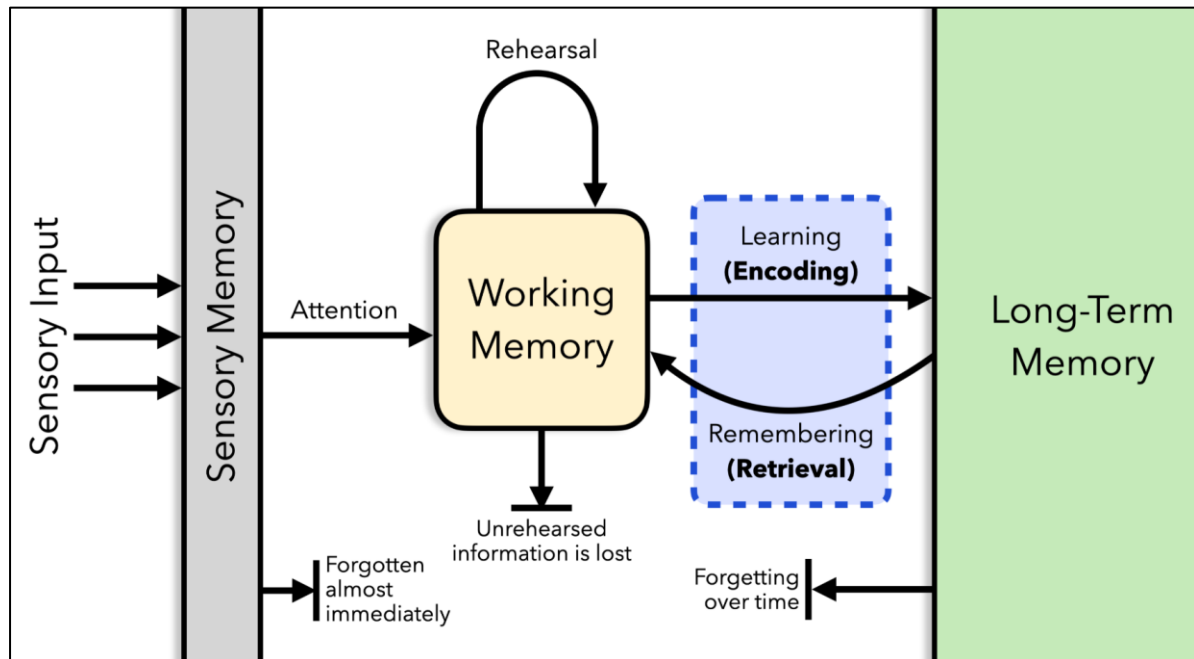 Sensory Input
Sensory Memory
Attention
Rehearsal
Working
Memory
Learning
(Encoding)
Remembering
(Retrieval)
Long-Term
Memory
Unrehearsed
information is lost
Forgotten
almost
immediately
Forgetting
over time